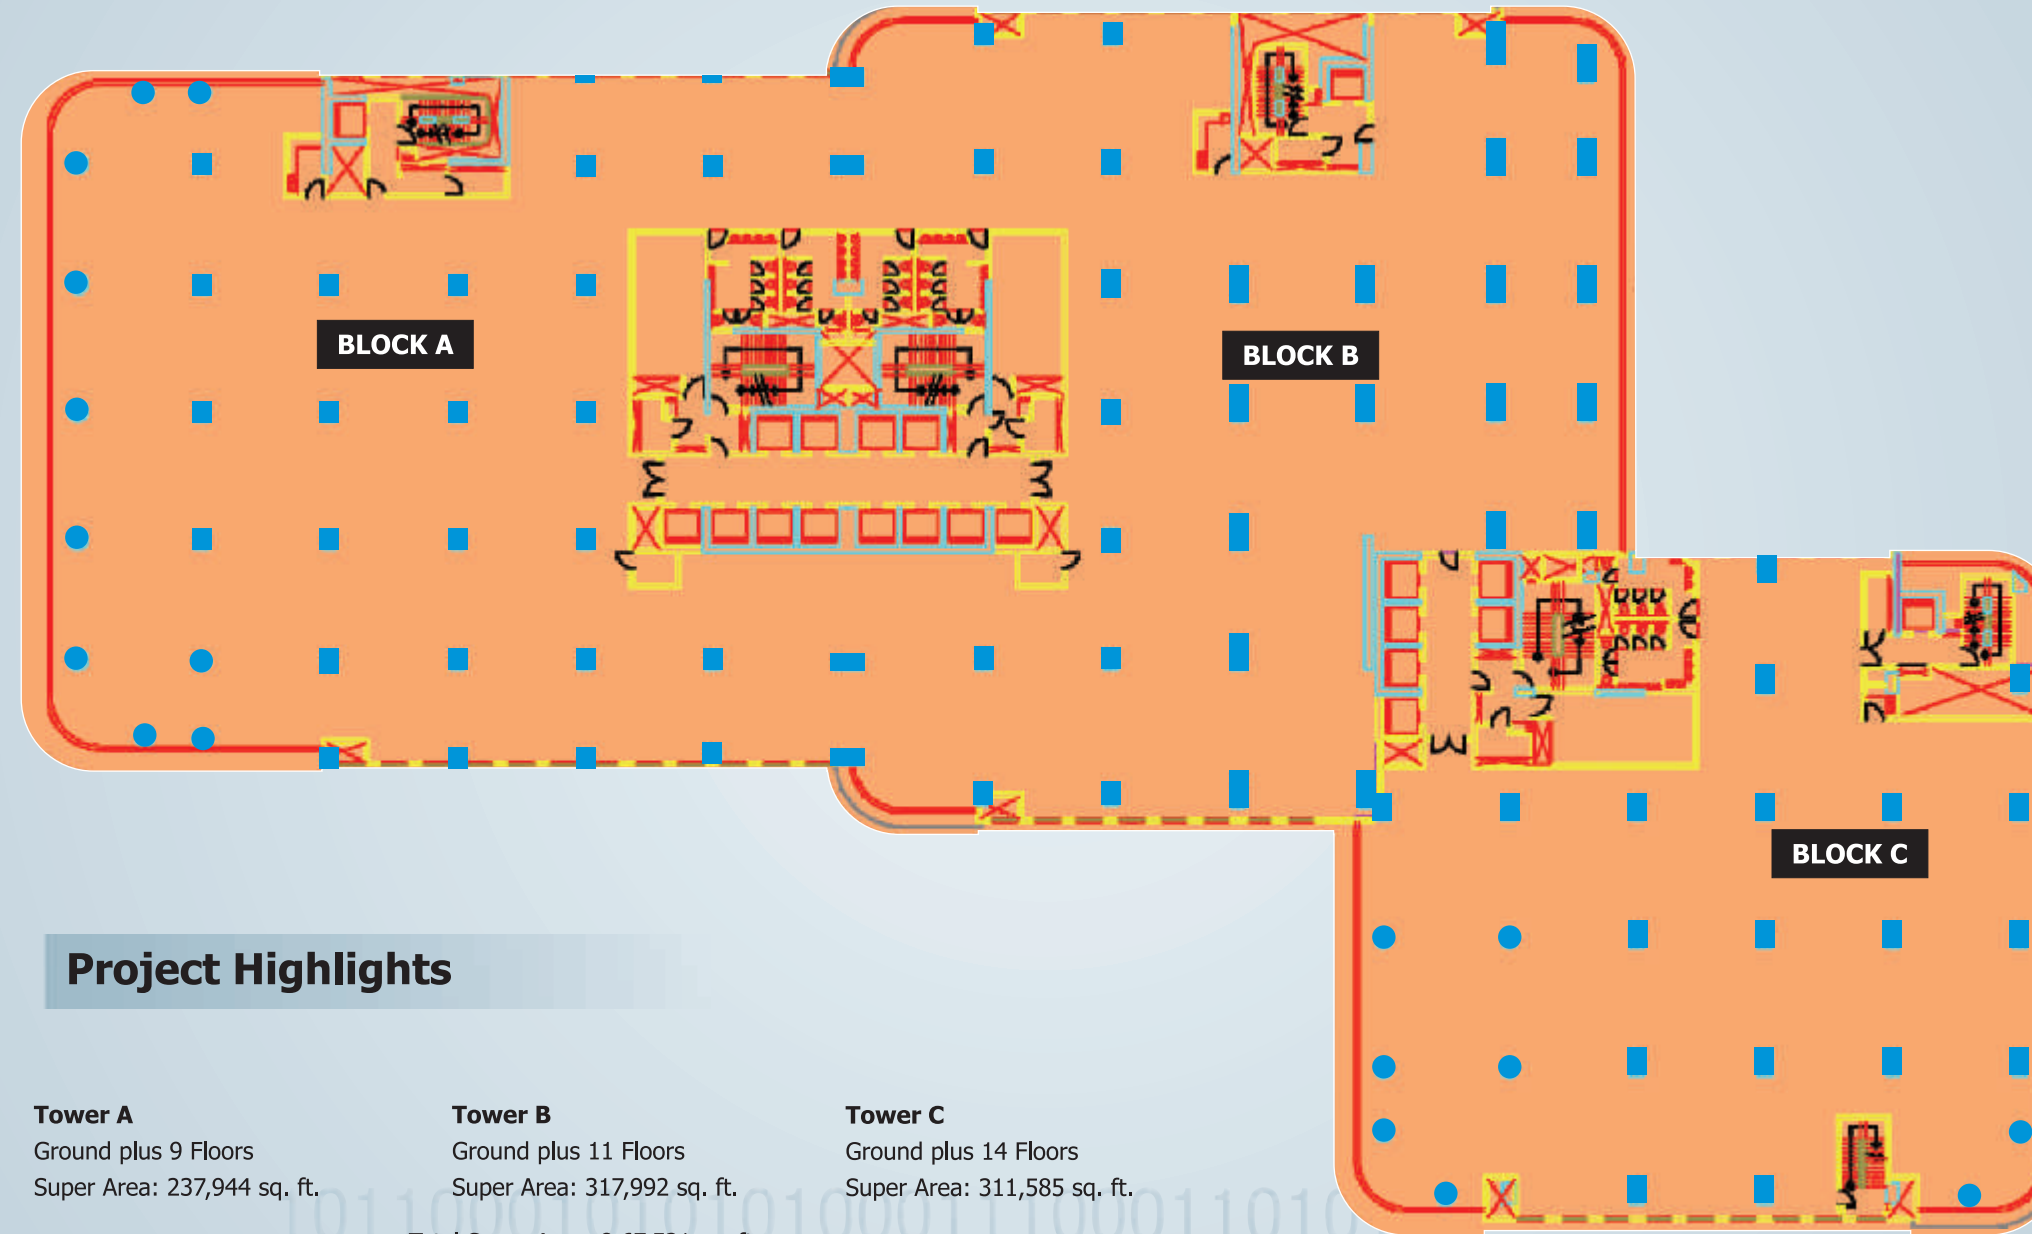 BLOCK A
BLOCK B
BLOCK C
Project Highlights
Tower A
Ground plus 9 Floors
Super Area: 237,944 sq. ft.
Tower B
Ground plus 11 Floors
Super Area: 317,992 sq. ft.
Tower C
Ground plus 14 Floors
Super Area: 311,585 sq. ft.